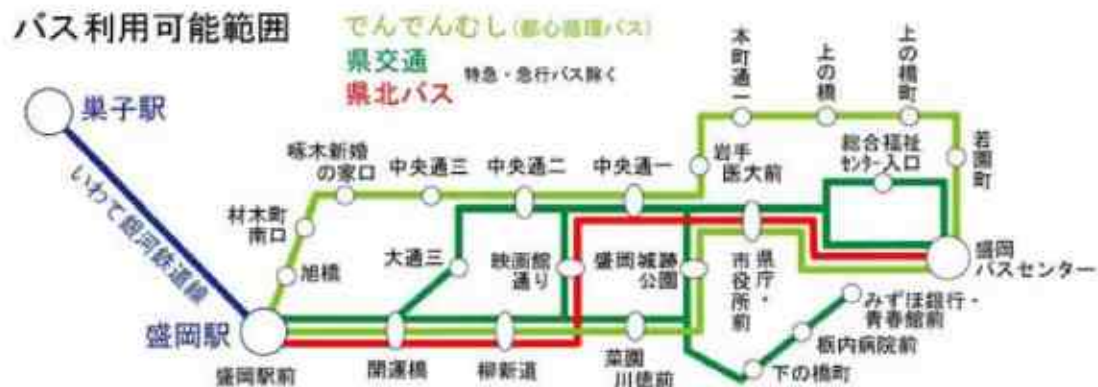 バス利用可能範囲
でんでんむし(都心循環バス)
県交通
県北バス
特急・急行バス除く
巣子駅
いわて銀河鉄道線
盛岡駅
盛岡駅前
旭橋
材木町
南口
啄木新婚
の家口
中央通三
中央通二
中央通一
岩手
医大前
本町通一
上の橋
上の橋町
若園町
総合福祉
センター入口
大通三
映画館
通り
盛岡城跡
公園
県庁・
市役所前
盛岡
バスセンター
開運橋
柳新道
菜園
川徳前
みずほ銀行・
青春館前
栃内病院前
下の橋町